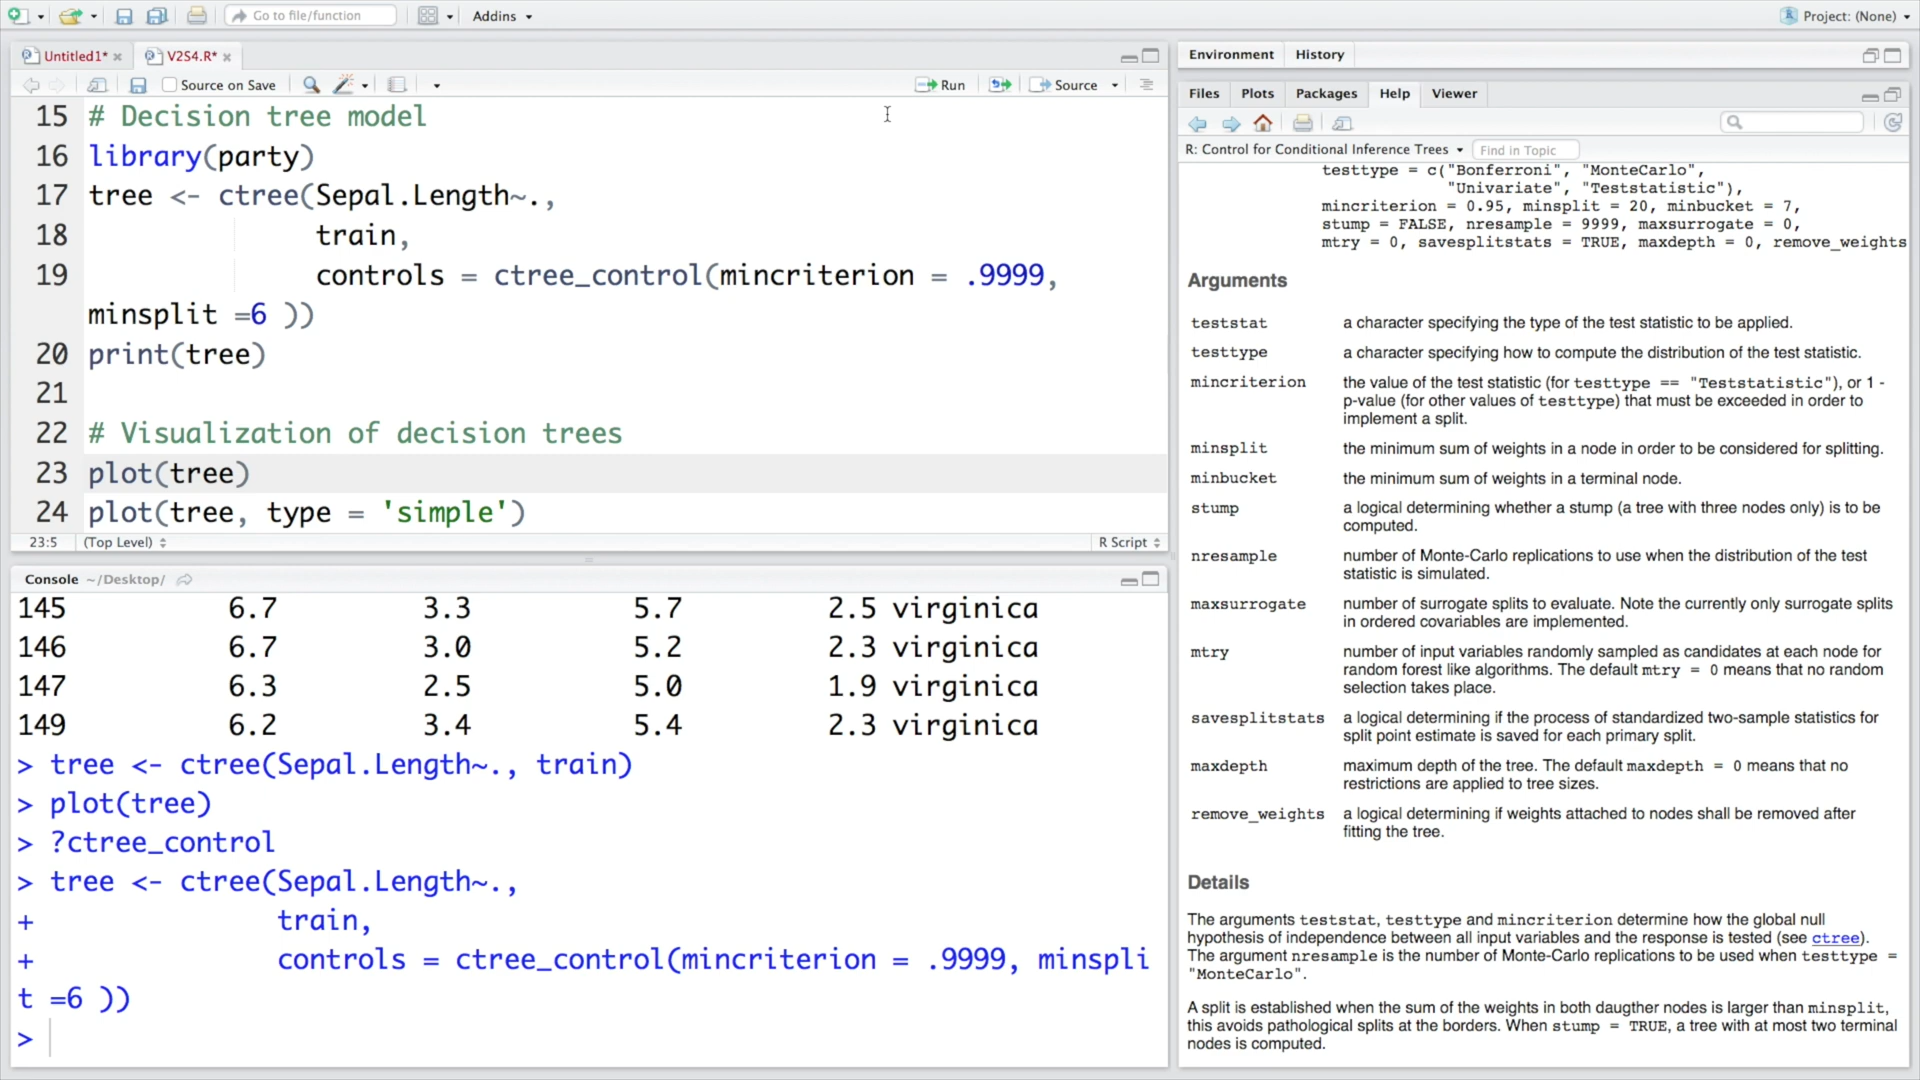 Go to file/function
Addins
Project: (None)
Untitled1*
V2S4.R*
Source on Save
Run
Source
15 # Decision tree model
16 library(party)
17 tree <- ctree(Sepal.Length~.,
18 train,
19 controls = ctree_control(mincriterion = .9999,
minsplit =6 ))
20 print(tree)
21
22 # Visualization of decision trees
23 plot(tree)
24 plot(tree, type = 'simple')
23:5 (Top Level) R Script
Console ~/Desktop/
145 6.7 3.3 5.7 2.5 virginica
146 6.7 3.0 5.2 2.3 virginica
147 6.3 2.5 5.0 1.9 virginica
149 6.2 3.4 5.4 2.3 virginica
> tree <- ctree(Sepal.Length~., train)
> plot(tree)
> ?ctree_control
> tree <- ctree(Sepal.Length~.,
+ train,
+ controls = ctree_control(mincriterion = .9999, minspli
t =6 ))
>
Environment History
Files Plots Packages Help Viewer
R: Control for Conditional Inference Trees Find in Topic
testtype = c("Bonferroni", "MonteCarlo",
"Univariate", "Teststatistic"),
mincriterion = 0.95, minsplit = 20, minbucket = 7,
stump = FALSE, nresample = 9999, maxsurrogate = 0,
mtry = 0, savesplitstats = TRUE, maxdepth = 0, remove_weights
Arguments
teststat a character specifying the type of the test statistic to be applied.
testtype a character specifying how to compute the distribution of the test statistic.
mincriterion the value of the test statistic (for testtype == "Teststatistic"), or 1 -
p-value (for other values of testtype) that must be exceeded in order to
implement a split.
minsplit the minimum sum of weights in a node in order to be considered for splitting.
minbucket the minimum sum of weights in a terminal node.
stump a logical determining whether a stump (a tree with three nodes only) is to be
computed.
nresample number of Monte-Carlo replications to use when the distribution of the test
statistic is simulated.
maxsurrogate number of surrogate splits to evaluate. Note the currently only surrogate splits
in ordered covariables are implemented.
mtry number of input variables randomly sampled as candidates at each node for
random forest like algorithms. The default mtry = 0 means that no random
selection takes place.
savesplitstats a logical determining if the process of standardized two-sample statistics for
split point estimate is saved for each primary split.
maxdepth maximum depth of the tree. The default maxdepth = 0 means that no
restrictions are applied to tree sizes.
remove_weights a logical determining if weights attached to nodes shall be removed after
fitting the tree.
Details
The arguments teststat, testtype and mincriterion determine how the global null
hypothesis of independence between all input variables and the response is tested (see ctree).
The argument nresample is the number of Monte-Carlo replications to be used when testtype =
"MonteCarlo".
A split is established when the sum of the weights in both daugther nodes is larger than minsplit,
this avoids pathological splits at the borders. When stump = TRUE, a tree with at most two terminal
nodes is computed.